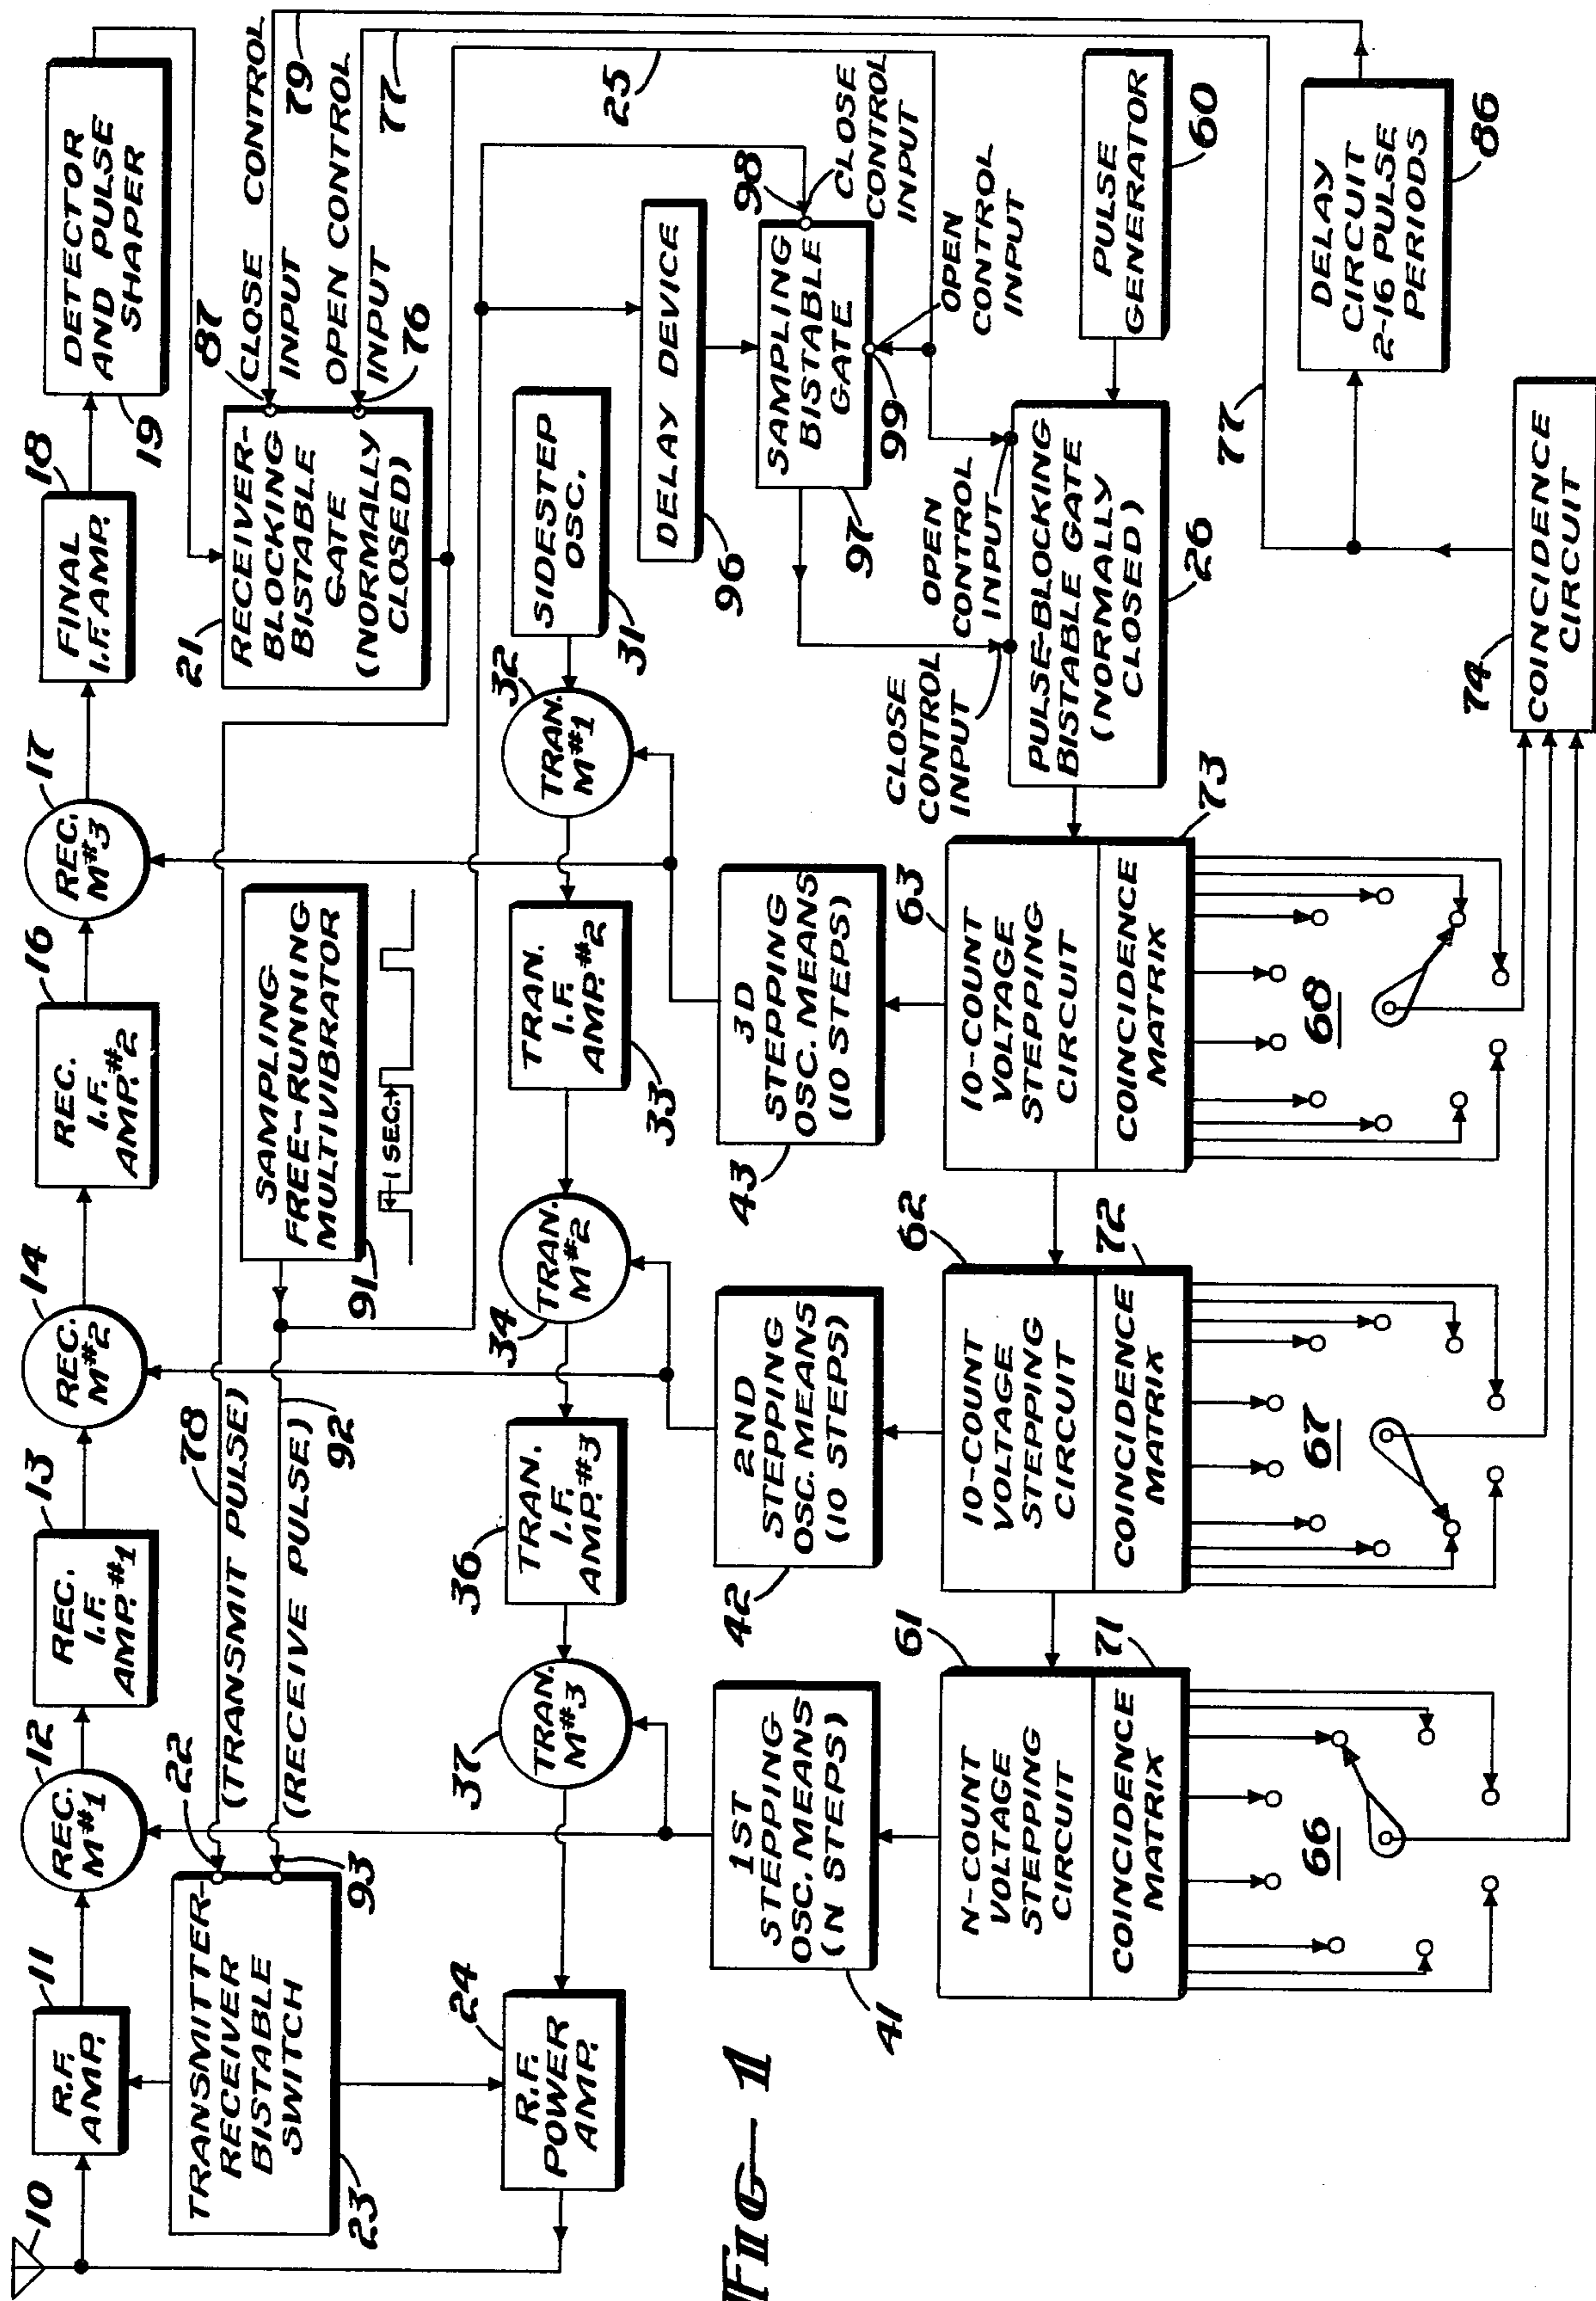 10
11
R.F.
AMP.
12
REC.
M#1
13
REC.
I.F.
AMP.#1
14
REC.
M#2
16
REC.
I.F.
AMP.#2
17
REC.
M#3
18
FINAL
I.F. AMP.
19
DETECTOR
AND PULSE
SHAPER
TRANSMITTER-
RECEIVER
BISTABLE
SWITCH
23
22
93
78
(TRANSMIT PULSE)
(RECEIVE PULSE)
92
SAMPLING
FREE-RUNNING
MULTIVIBRATOR
91
1 SEC.
21
RECEIVER-
BLOCKING
BISTABLE
GATE
(NORMALLY
CLOSED)
87
CLOSE CONTROL
INPUT
79
OPEN CONTROL
INPUT
76
77
25
24
R.F.
POWER
AMP.
37
TRAN.
M#3
36
TRAN.
I.F.
AMP.#3
34
TRAN.
M#2
33
TRAN.
I.F.
AMP.#2
32
TRAN.
M#1
31
SIDESTEP
OSC.
DELAY DEVICE
96
SAMPLING
BISTABLE
GATE
97
98
CLOSE
CONTROL
INPUT
99
OPEN
CONTROL
INPUT
PULSE
GENERATOR
60
OPEN
CONTROL
INPUT
CLOSE
CONTROL
INPUT
PULSE-BLOCKING
BISTABLE GATE
(NORMALLY
CLOSED)
26
1ST
STEPPING
OSC. MEANS
(N STEPS)
41
2ND
STEPPING
OSC. MEANS
(10 STEPS)
42
3D
STEPPING
OSC. MEANS
(10 STEPS)
43
61
N-COUNT
VOLTAGE
STEPPING
CIRCUIT
71
COINCIDENCE
MATRIX
66
62
10-COUNT
VOLTAGE
STEPPING
CIRCUIT
72
COINCIDENCE
MATRIX
67
63
10-COUNT
VOLTAGE
STEPPING
CIRCUIT
73
COINCIDENCE
MATRIX
68
77
DELAY
CIRCUIT
2-16 PULSE
PERIODS
86
74
COINCIDENCE
CIRCUIT
FIG- 1